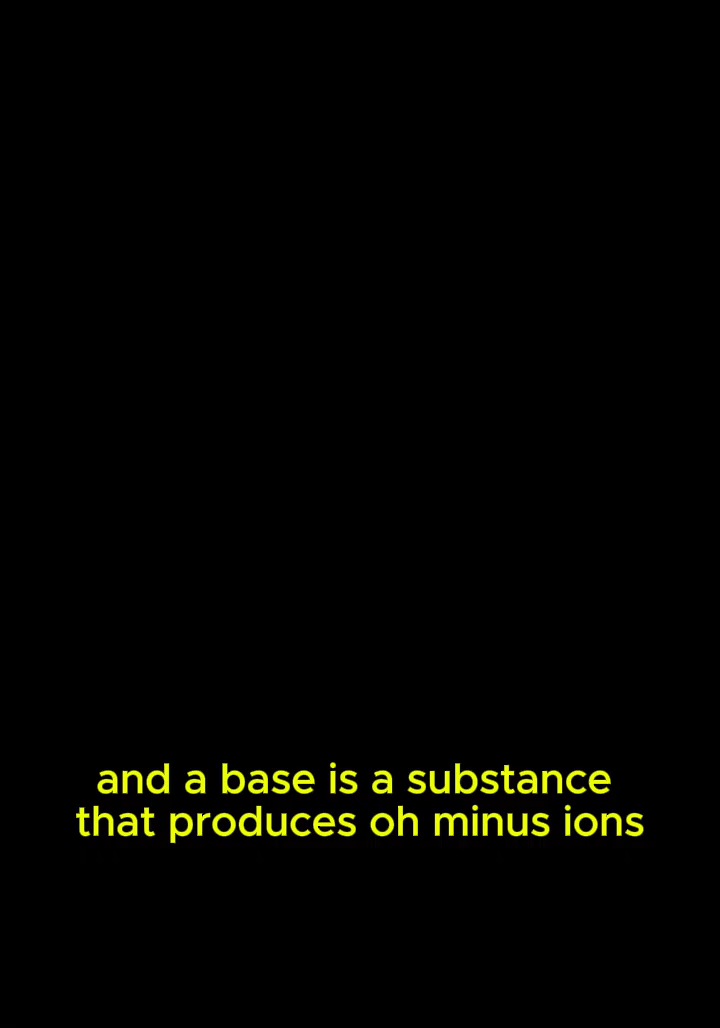 and a base is a substance
that produces oh minus ions